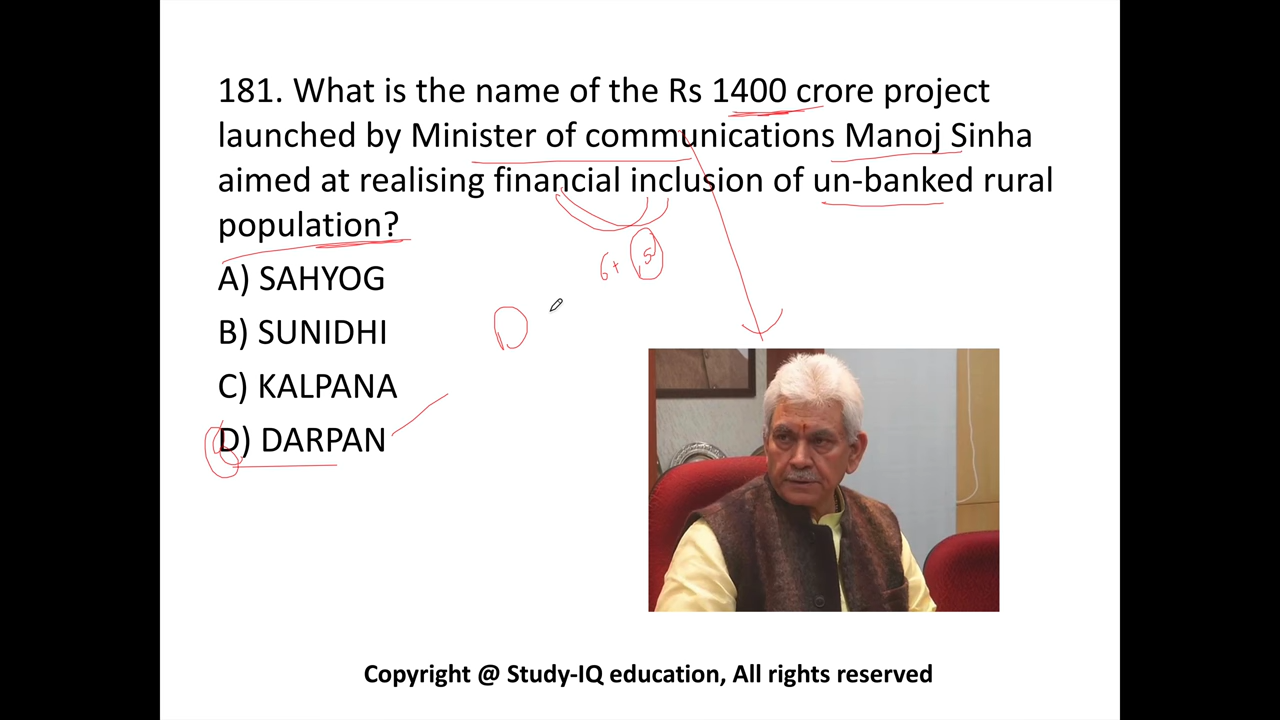 181. What is the name of the Rs 1400 crore project
launched by Minister of communications Manoj Sinha
aimed at realising financial inclusion of un-banked rural
population?
6+ 5
A) SAHYOG
D
B) SUNIDHI
C) KALPANA
D) DARPAN
Copyright @ Study-IQ education, All rights reserved